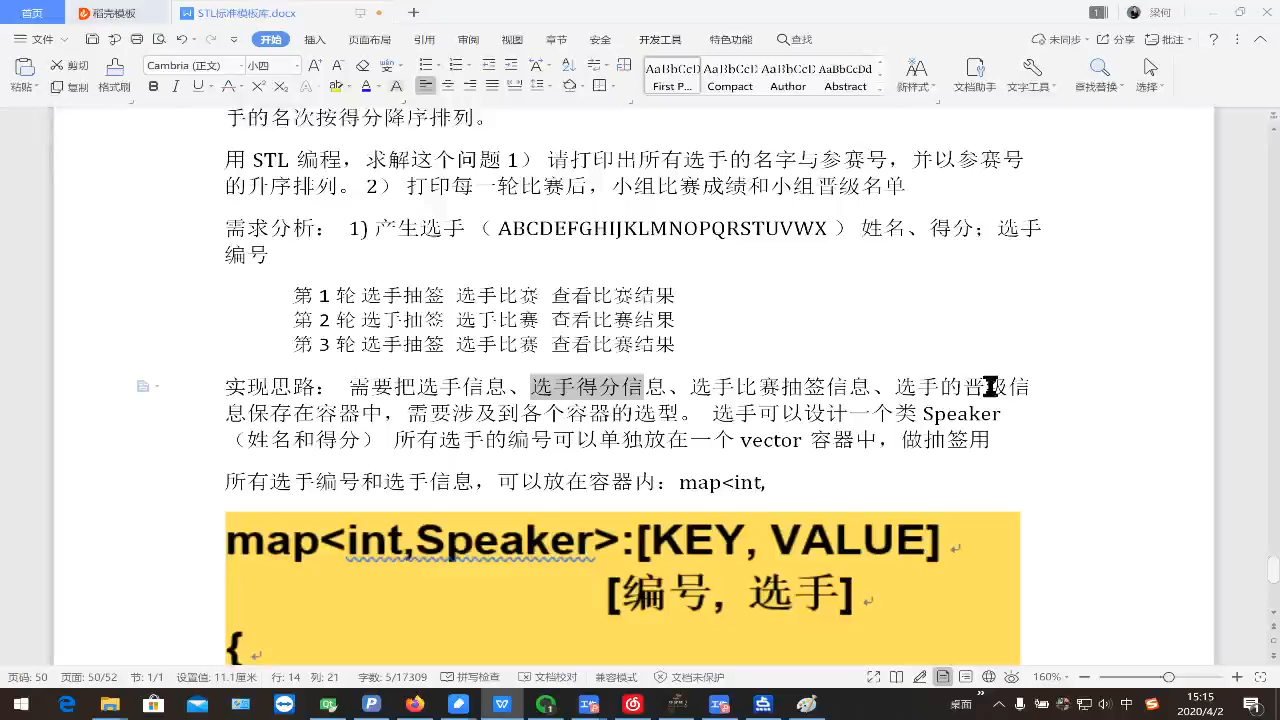 首页 稻壳模板 STL标准模板库.docx 1 梁何
文件 开始 插入 页面布局 引用 审阅 视图 章节 安全 开发工具 特色功能 查找 未同步 分享 批注
粘贴 剪切 复制 格式刷 Cambria (正文) 小四 AaBbCcI AaBbCcDd AaBbCcI AaBbCcDd 新样式 文档助手 文字工具 查找替换 选择
First P... Compact Author Abstract
手的名次按得分降序排列。
用 STL 编程，求解这个问题 1） 请打印出所有选手的名字与参赛号，并以参赛号
的升序排列。 2） 打印每一轮比赛后，小组比赛成绩和小组晋级名单
需求分析： 1) 产生选手 （ ABCDEFGHIJKLMNOPQRSTUVWX ） 姓名、得分；选手
编号
第 1 轮 选手抽签 选手比赛 查看比赛结果
第 2 轮 选手抽签 选手比赛 查看比赛结果
第 3 轮 选手抽签 选手比赛 查看比赛结果
实现思路： 需要把选手信息、选手得分信息、选手比赛抽签信息、选手的晋级信
息保存在容器中，需要涉及到各个容器的选型。 选手可以设计一个类 Speaker
（姓名和得分） 所有选手的编号可以单独放在一个 vector 容器中，做抽签用
所有选手编号和选手信息，可以放在容器内：map<int,
map<int,Speaker>:[KEY, VALUE]
[编号, 选手]
{
页码: 50 页面: 50/52 节: 1/1 设置值: 11.1厘米 行: 14 列: 21 字数: 5/17309 拼写检查 文档校对 兼容模式 文档未保护 160%
桌面 中 15:15
2020/4/2